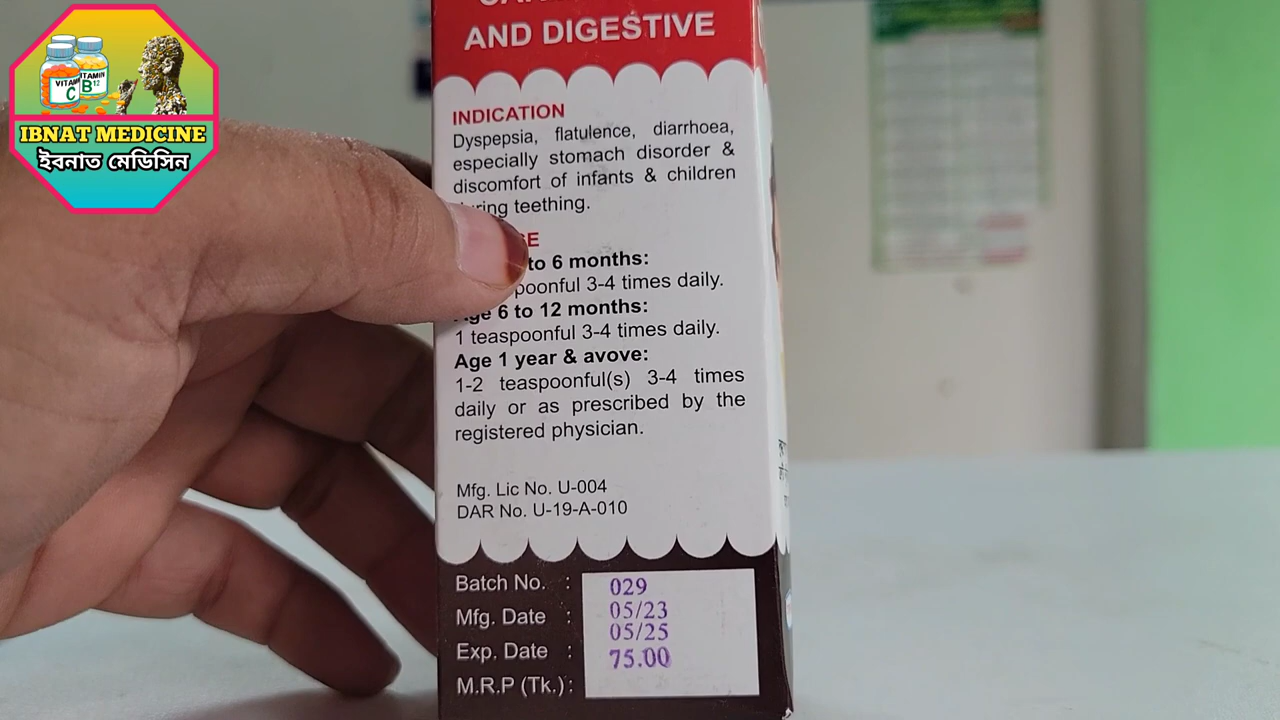 AND DIGESTIVE
INDICATION
Dyspepsia, flatulence, diarrhoea,
especially stomach disorder &
discomfort of infants & children
teething.
to 6 months:
3-4 times daily.
Age 6 to 12 months:
1 teaspoonful 3-4 times daily.
Age 1 year & avove:
1-2 teaspoonful(s) 3-4 times
daily or as prescribed by the
registered physician.
Mfg. Lic No. U-004
DAR No. U-19-A-010
Batch No. : 029
Mfg. Date : 05/23
Exp. Date : 05/25
M.R.P (Tk.) : 75.00
VITAMIN
C
B12
IBNAT MEDICINE
ইবনাত মেডিসিন